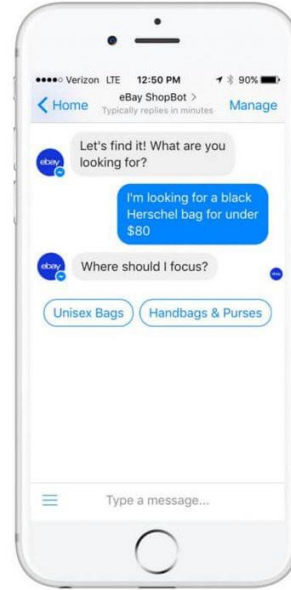 Verizon LTE 12:50 PM 90%
Home eBay ShopBot > Manage
Typically replies in minutes
Let's find it! What are you
looking for?
ebay
I'm looking for a black
Herschel bag for under
$80
ebay Where should I focus?
Unisex Bags Handbags & Purses
Type a message...